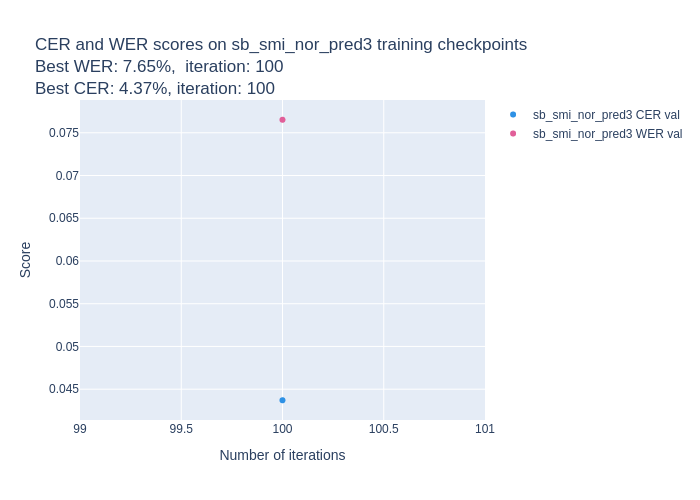 CER and WER scores on sb_smi_nor_pred3 training checkpoints
Best WER: 7.65%,  iteration: 100
Best CER: 4.37%, iteration: 100
sb_smi_nor_pred3 CER val
sb_smi_nor_pred3 WER val
0.075
0.07
0.065
0.06
0.055
0.05
0.045
Score
99
99.5
100
100.5
101
Number of iterations